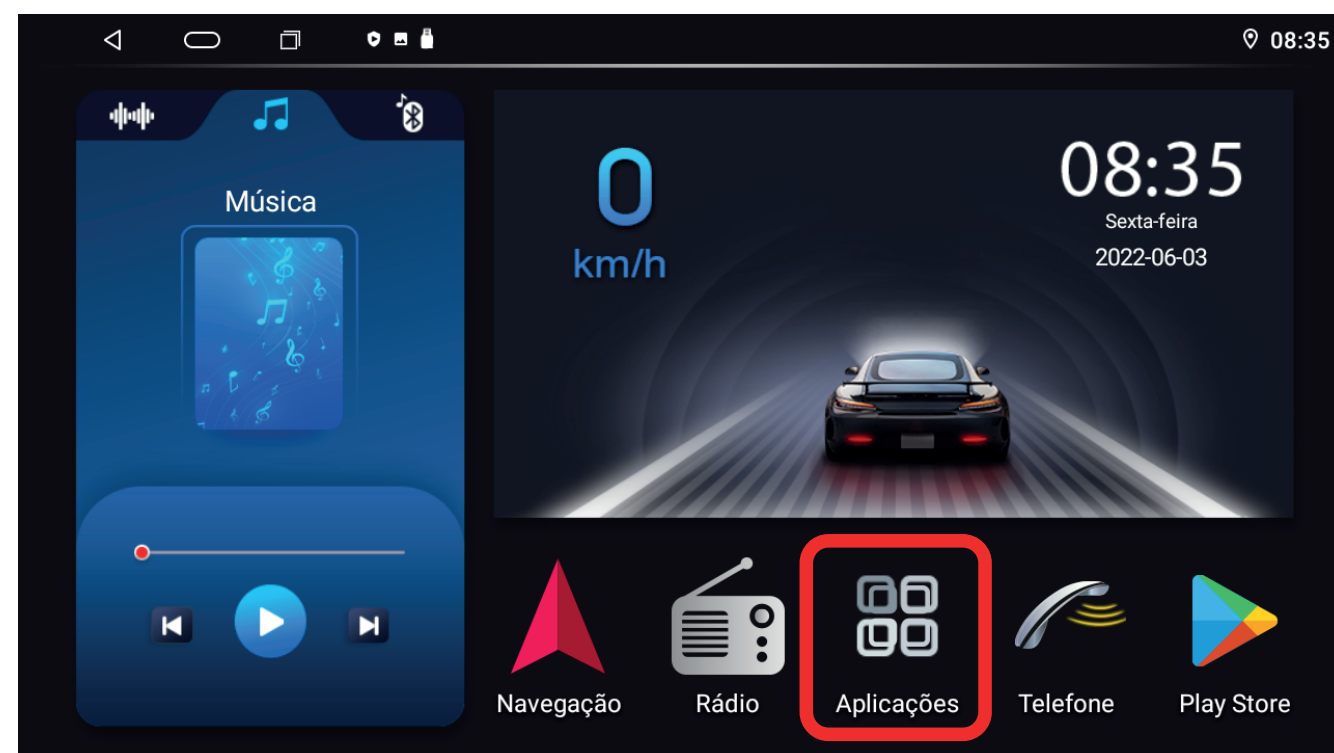 08:35
Música
0
km/h
08:35
Sexta-feira
2022-06-03
Navegação
Rádio
Aplicações
Telefone
Play Store